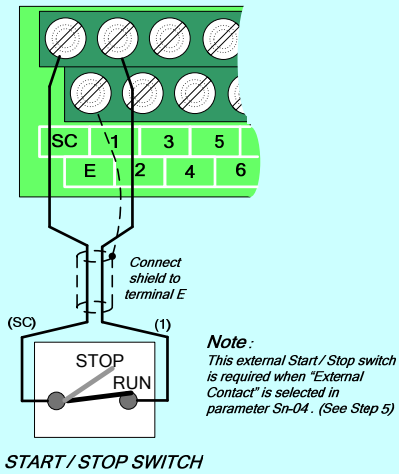 SC 1 3 5
E 2 4 6
Connect
shield to
terminal E
(SC) (1)
STOP
RUN
Note :
This external Start / Stop switch
is required when “External
Contact” is selected in
parameter Sn-04 . (See Step 5)
START / STOP SWITCH